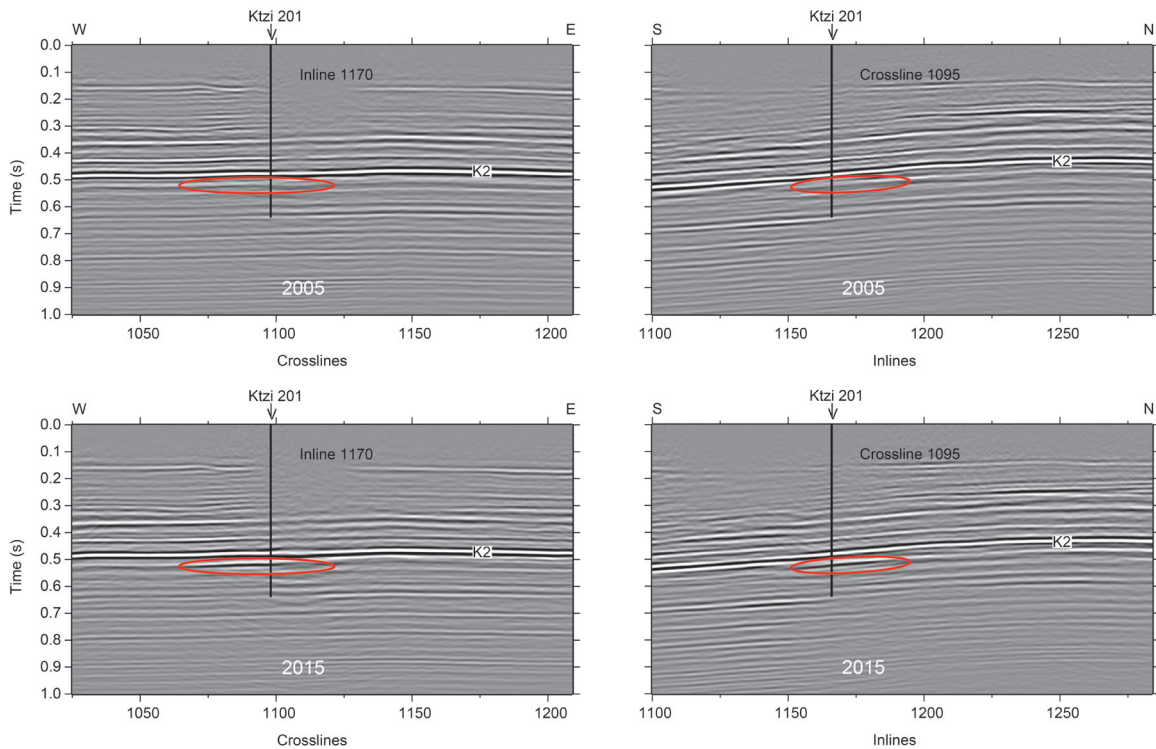 Ktzi 201
W E
Inline 1170
K2
2005
0.0
0.1
0.2
0.3
0.4
0.5
0.6
0.7
0.8
0.9
1.0
Time (s)
1050 1100 1150 1200
Crosslines
Ktzi 201
S N
Crossline 1095
K2
2005
1100 1150 1200 1250
Inlines
Ktzi 201
W E
Inline 1170
K2
2015
0.0
0.1
0.2
0.3
0.4
0.5
0.6
0.7
0.8
0.9
1.0
Time (s)
1050 1100 1150 1200
Crosslines
Ktzi 201
S N
Crossline 1095
K2
2015
1100 1150 1200 1250
Inlines